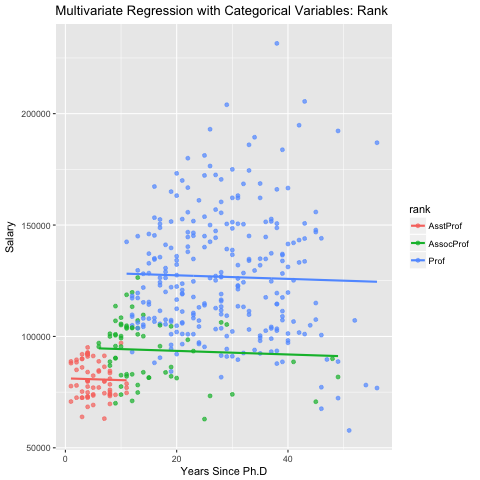 Multivariate Regression with Categorical Variables: Rank
200000
150000
100000
50000
Salary
0
20
40
Years Since Ph.D
rank
AsstProf
AssocProf
Prof